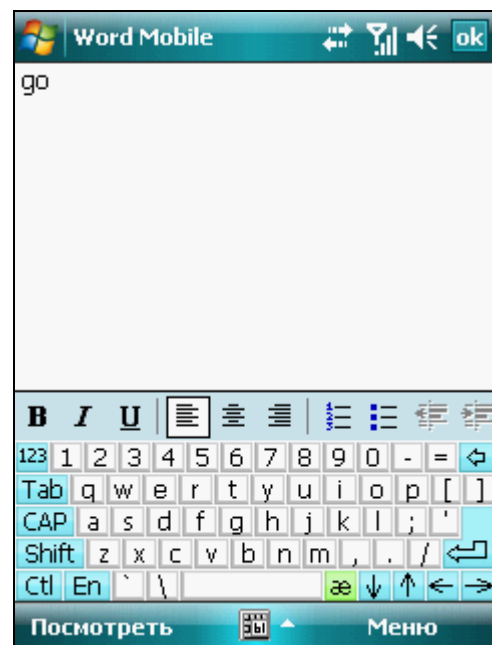 Word Mobile ok
go
B I U
123 1 2 3 4 5 6 7 8 9 0 - =
Tab q w e r t y u i o p [ ]
CAP a s d f g h j k l ; '
Shift z x c v b n m , . /
Ctl En ` \ æ
Посмотреть ы Меню